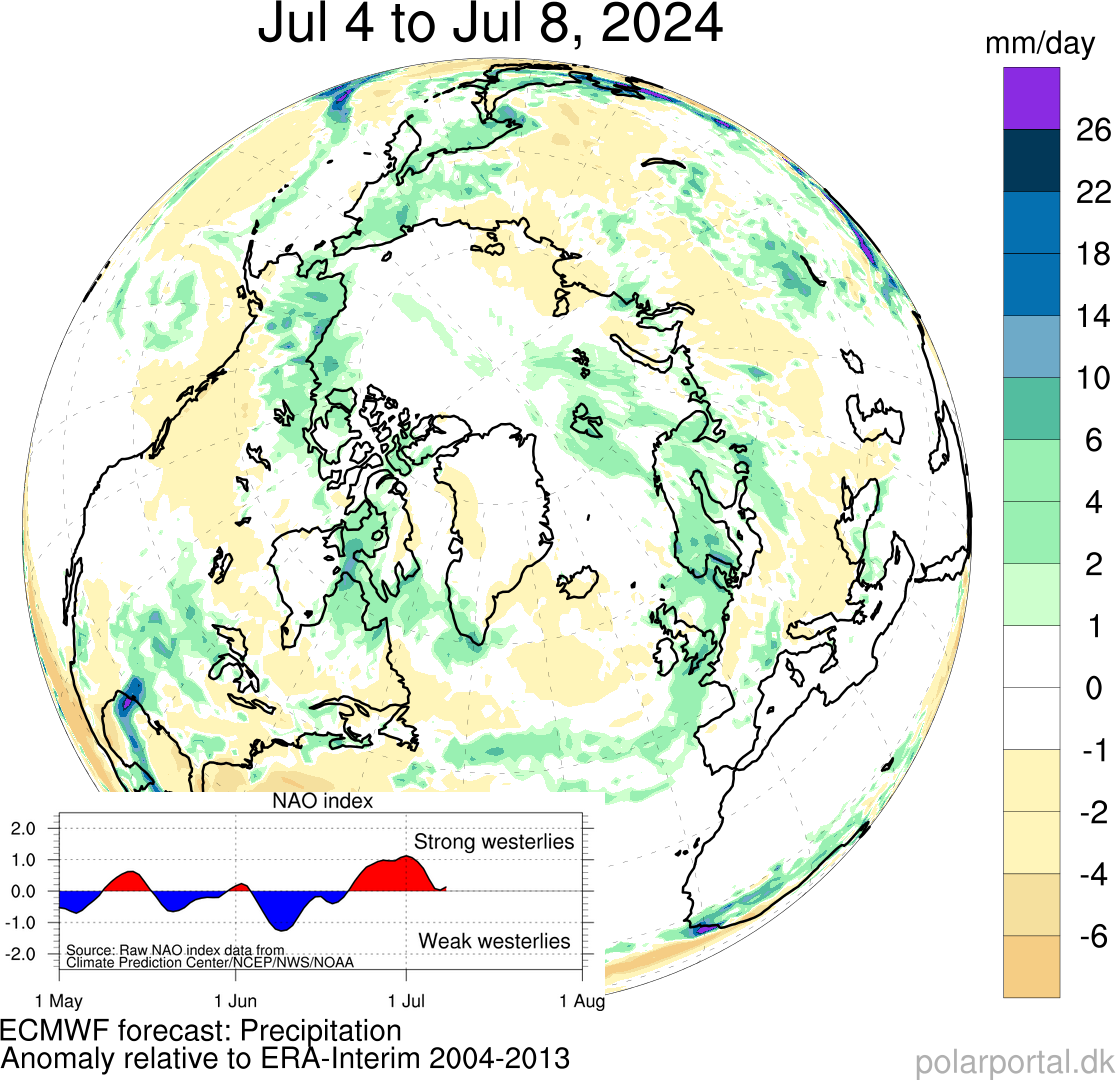 Jul 4 to Jul 8, 2024
mm/day
26
22
18
14
10
6
4
2
1
0
-1
-2
-4
-6
NAO index
2.0
1.0
0.0
-1.0
-2.0
Strong westerlies
Weak westerlies
Source: Raw NAO index data from
Climate Prediction Center/NCEP/NWS/NOAA
1 May
1 Jun
1 Jul
1 Aug
ECMWF forecast: Precipitation
Anomaly relative to ERA-Interim 2004-2013
polarportal.dk